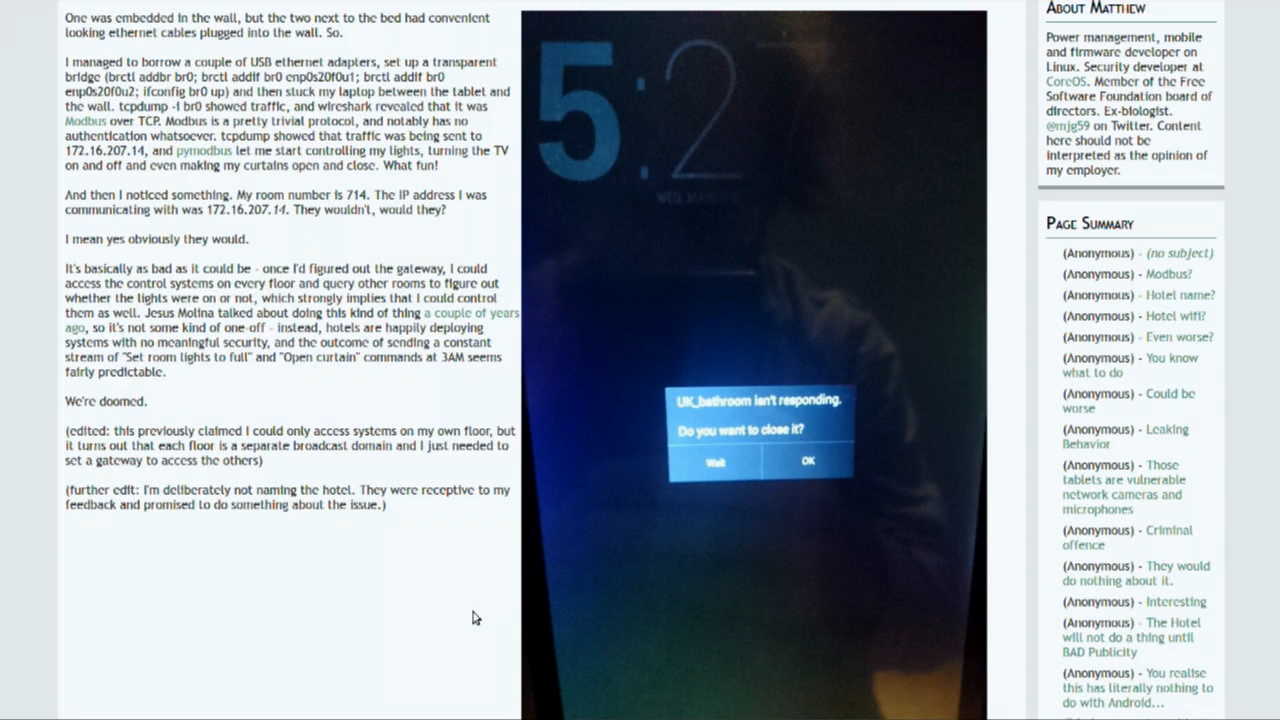 One was embedded in the wall, but the two next to the bed had convenient
looking ethernet cables plugged into the wall. So.
I managed to borrow a couple of USB ethernet adapters, set up a transparent
bridge (brctl addbr br0; brctl addif br0 enp0s20f0u1; brctl addif br0
enp0s20f0u2; ifconfig br0 up) and then stuck my laptop between the tablet and
the wall. tcpdump -i br0 showed traffic, and wireshark revealed that it was
Modbus over TCP. Modbus is a pretty trivial protocol, and notably has no
authentication whatsoever. tcpdump showed that traffic was being sent to
172.16.207.14, and pymodbus let me start controlling my lights, turning the TV
on and off and even making my curtains open and close. What fun!
And then I noticed something. My room number is 714. The IP address I was
communicating with was 172.16.207.14. They wouldn't, would they?
I mean yes obviously they would.
It's basically as bad as it could be - once I'd figured out the gateway, I could
access the control systems on every floor and query other rooms to figure out
whether the lights were on or not, which strongly implies that I could control
them as well. Jesus Molina talked about doing this kind of thing a couple of years
ago, so it's not some kind of one-off - instead, hotels are happily deploying
systems with no meaningful security, and the outcome of sending a constant
stream of "Set room lights to full" and "Open curtain" commands at 3AM seems
fairly predictable.
We're doomed.
(edited: this previously claimed I could only access systems on my own floor, but
it turns out that each floor is a separate broadcast domain and I just needed to
set a gateway to access the others)
(further edit: I'm deliberately not naming the hotel. They were receptive to my
feedback and promised to do something about the issue.)
5:2
WED, MARCH
UK_bathroom isn't responding.
Do you want to close it?
Wait OK
About Matthew
Power management, mobile
and firmware developer on
Linux. Security developer at
CoreOS. Member of the Free
Software Foundation board of
directors. Ex-biologist.
@mjg59 on Twitter. Content
here should not be
interpreted as the opinion of
my employer.
Page Summary
(Anonymous) - (no subject)
(Anonymous) - Modbus?
(Anonymous) - Hotel name?
(Anonymous) - Hotel wifi?
(Anonymous) - Even worse?
(Anonymous) - You know
what to do
(Anonymous) - Could be
worse
(Anonymous) - Leaking
Behavior
(Anonymous) - Those
tablets are vulnerable
network cameras and
microphones
(Anonymous) - Criminal
offence
(Anonymous) - They would
do nothing about it.
(Anonymous) - Interesting
(Anonymous) - The Hotel
will not do a thing until
BAD Publicity
(Anonymous) - You realise
this has literally nothing to
do with Android...